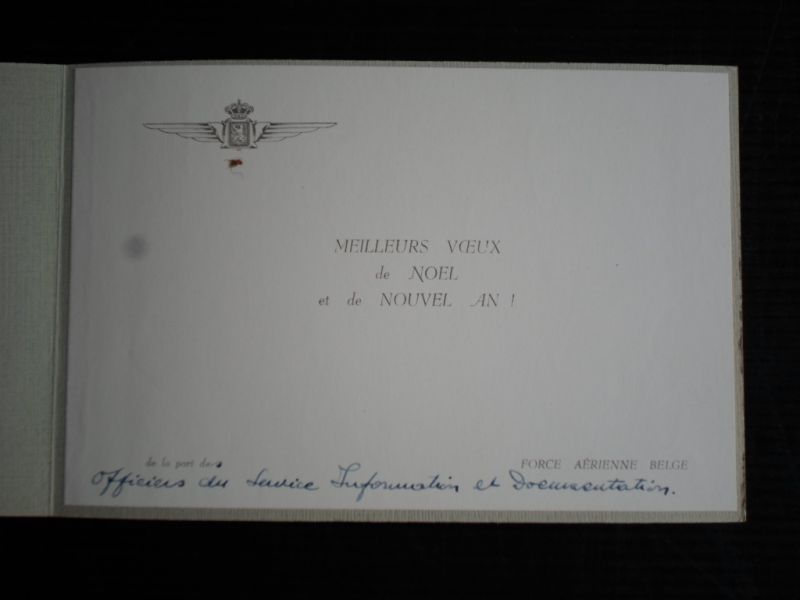 MEILLEURS VŒUX
de NOEL
et de NOUVEL AN !
de la part des
FORCE AÉRIENNE BELGE
Officiers du Service Information et Documentation.